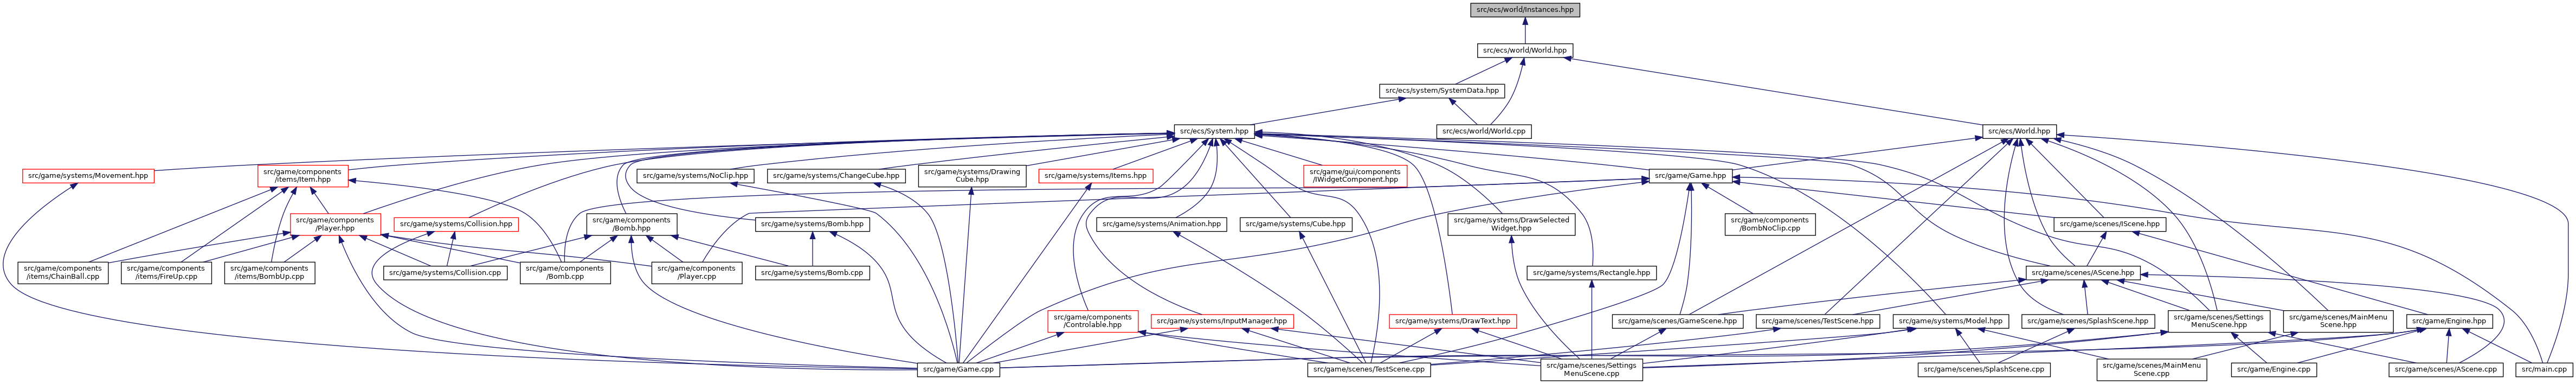 src/ecs/world/Instances.hpp
src/ecs/world/World.hpp
src/ecs/system/SystemData.hpp
src/ecs/System.hpp
src/ecs/world/World.cpp
src/ecs/World.hpp
src/game/systems/Movement.hpp
src/game/components
/items/Item.hpp
src/game/systems/NoClip.hpp
src/game/systems/ChangeCube.hpp
src/game/systems/Drawing
Cube.hpp
src/game/systems/Items.hpp
src/game/gui/components
/IWidgetComponent.hpp
src/game/Game.hpp
src/game/components
/Player.hpp
src/game/systems/Collision.hpp
src/game/components
/Bomb.hpp
src/game/systems/Bomb.hpp
src/game/systems/Animation.hpp
src/game/systems/Cube.hpp
src/game/systems/DrawSelected
Widget.hpp
src/game/components
/BombNoClip.cpp
src/game/scenes/IScene.hpp
src/game/components
/items/ChainBall.cpp
src/game/components
/items/FireUp.cpp
src/game/components
/items/BombUp.cpp
src/game/systems/Collision.cpp
src/game/components
/Bomb.cpp
src/game/components
/Player.cpp
src/game/systems/Bomb.cpp
src/game/systems/Rectangle.hpp
src/game/scenes/AScene.hpp
src/game/components
/Controlable.hpp
src/game/systems/InputManager.hpp
src/game/systems/DrawText.hpp
src/game/scenes/GameScene.hpp
src/game/scenes/TestScene.hpp
src/game/systems/Model.hpp
src/game/scenes/SplashScene.hpp
src/game/scenes/Settings
MenuScene.hpp
src/game/scenes/MainMenu
Scene.hpp
src/game/Engine.hpp
src/game/Game.cpp
src/game/scenes/TestScene.cpp
src/game/scenes/Settings
MenuScene.cpp
src/game/scenes/SplashScene.cpp
src/game/scenes/MainMenu
Scene.cpp
src/game/Engine.cpp
src/game/scenes/AScene.cpp
src/main.cpp